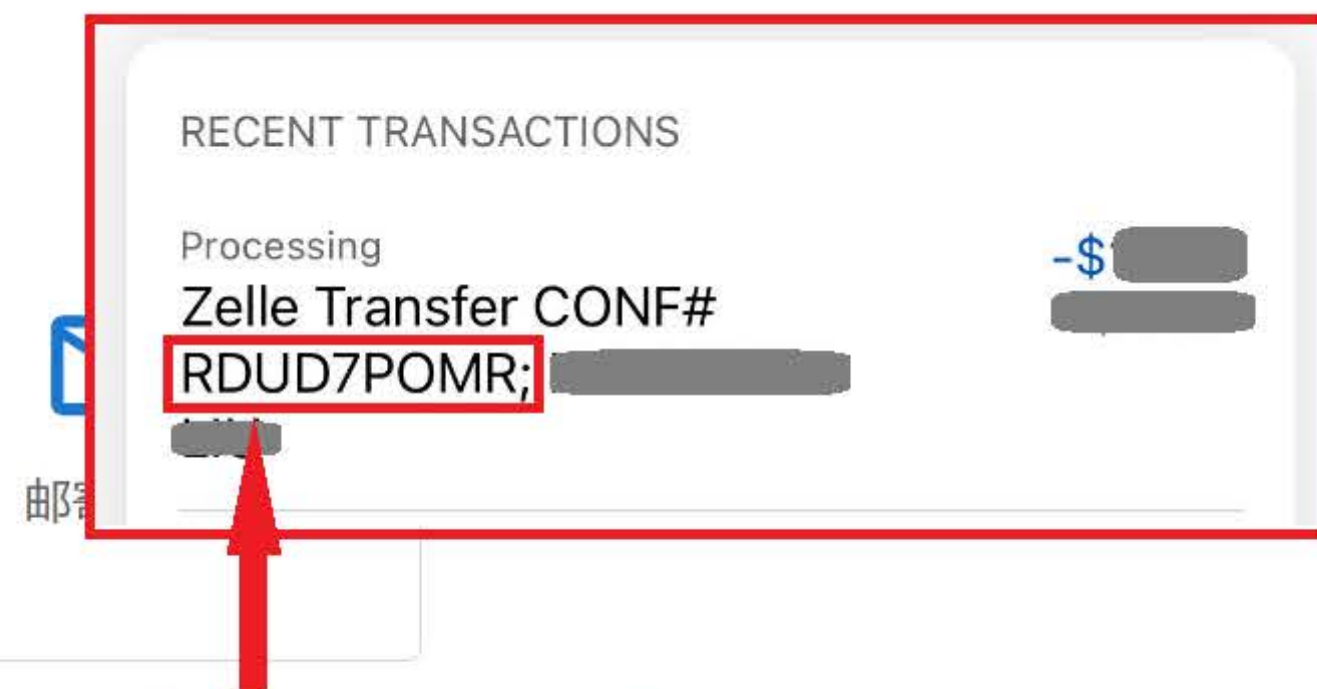 RECENT TRANSACTIONS
Processing
-$
Zelle Transfer CONF#
RDUD7POMR;
邮